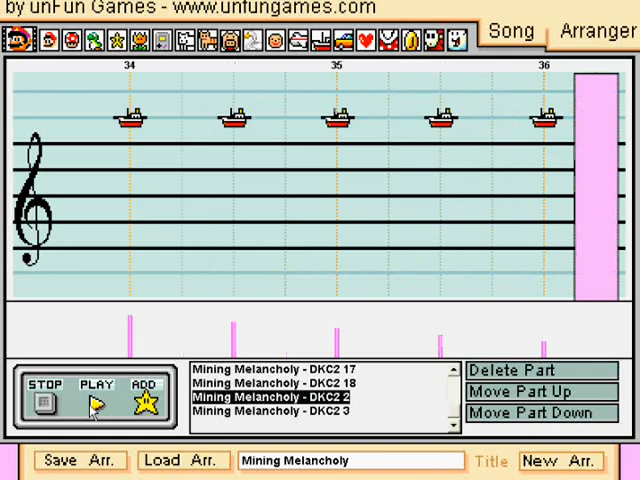 by unFun Games - www.unfungames.com
Song
Arranger
34 35 36
STOP PLAY ADD
Mining Melancholy - DKC2 17
Mining Melancholy - DKC2 18
Mining Melancholy - DKC2 2
Mining Melancholy - DKC2 3
Delete Part
Move Part Up
Move Part Down
Save Arr.
Load Arr.
Mining Melancholy
Title
New Arr.